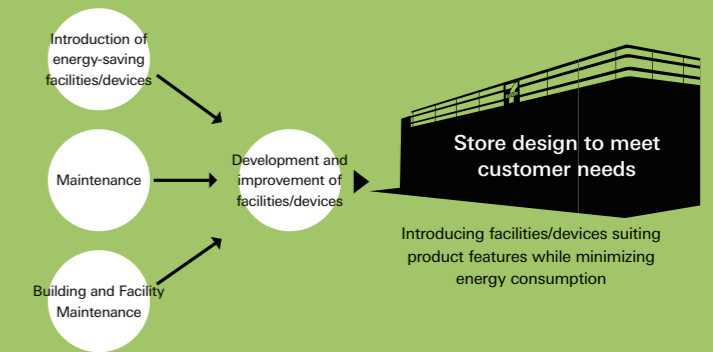 Introduction of
energy-saving
facilities/devices
Maintenance
Building and Facility
Maintenance
Development and
improvement of
facilities/devices
Store design to meet
customer needs
Introducing facilities/devices suiting
product features while minimizing
energy consumption